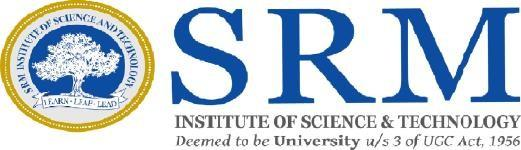 SRM INSTITUTE OF SCIENCE AND TECHNOLOGY
LEARN · LEAP · LEAD
SRM
INSTITUTE OF SCIENCE & TECHNOLOGY
Deemed to be University u/s 3 of UGC Act, 1956